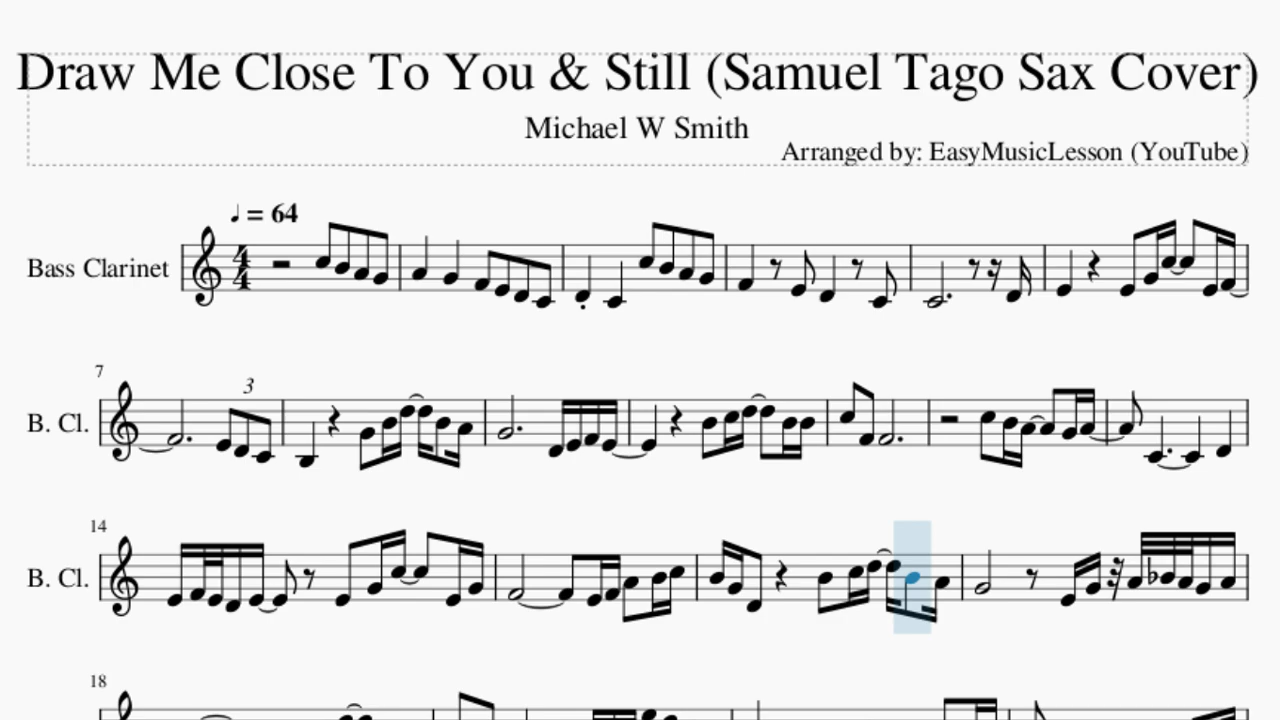 Draw Me Close To You & Still (Samuel Tago Sax Cover)
Michael W Smith
Arranged by: EasyMusicLesson (YouTube)
♩ = 64
Bass Clarinet
4
4
7
3
B. Cl.
14
B. Cl.
18